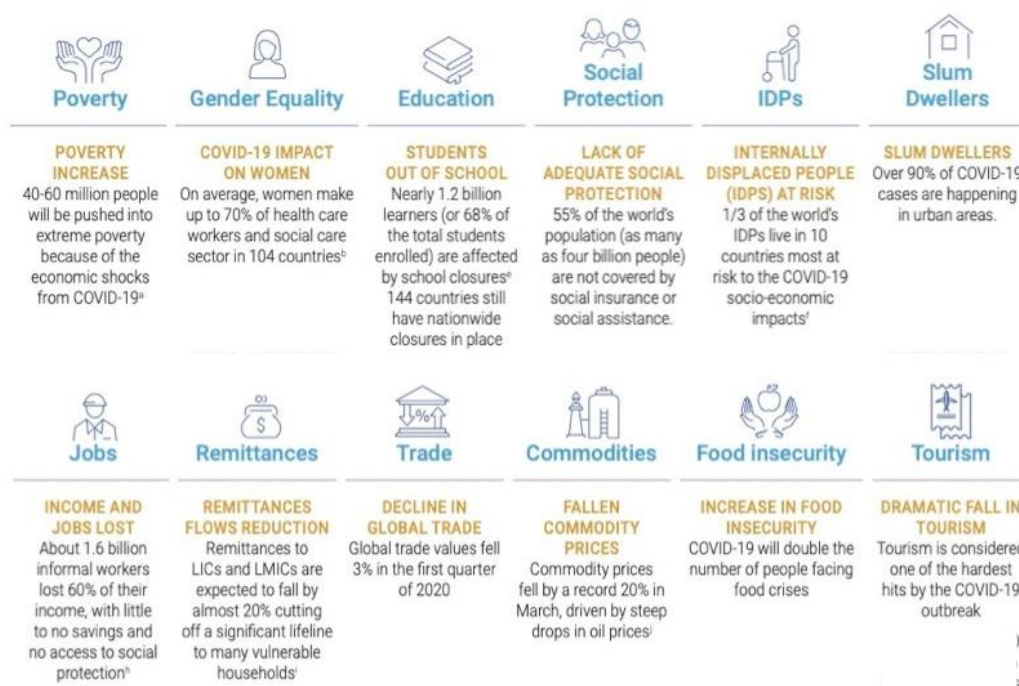 Poverty
POVERTY
INCREASE
40-60 million people
will be pushed into
extreme poverty
because of the
economic shocks
from COVID-19ᵃ
Gender Equality
COVID-19 IMPACT
ON WOMEN
On average, women make
up to 70% of health care
workers and social care
sector in 104 countriesᵇ
Education
STUDENTS
OUT OF SCHOOL
Nearly 1.2 billion
learners (or 68% of
the total students
enrolled) are affected
by school closuresᵉ
144 countries still
have nationwide
closures in place
Social
Protection
LACK OF
ADEQUATE SOCIAL
PROTECTION
55% of the world's
population (as many
as four billion people)
are not covered by
social insurance or
social assistance.
IDPs
INTERNALLY
DISPLACED PEOPLE
(IDPS) AT RISK
1/3 of the world's
IDPs live in 10
countries most at
risk to the COVID-19
socio-economic
impactsᶠ
Slum
Dwellers
SLUM DWELLERS
Over 90% of COVID-19
cases are happening
in urban areas.
Jobs
INCOME AND
JOBS LOST
About 1.6 billion
informal workers
lost 60% of their
income, with little
to no savings and
no access to social
protectionʰ
$
Remittances
REMITTANCES
FLOWS REDUCTION
Remittances to
LICs and LMICs are
expected to fall by
almost 20% cutting
off a significant lifeline
to many vulnerable
householdsⁱ
%
Trade
DECLINE IN
GLOBAL TRADE
Global trade values fell
3% in the first quarter
of 2020
Commodities
FALLEN
COMMODITY
PRICES
Commodity prices
fell by a record 20% in
March, driven by steep
drops in oil pricesʲ
Food insecurity
INCREASE IN FOOD
INSECURITY
COVID-19 will double the
number of people facing
food crises
Tourism
DRAMATIC FALL IN
TOURISM
Tourism is considered
one of the hardest
hits by the COVID-19
outbreak